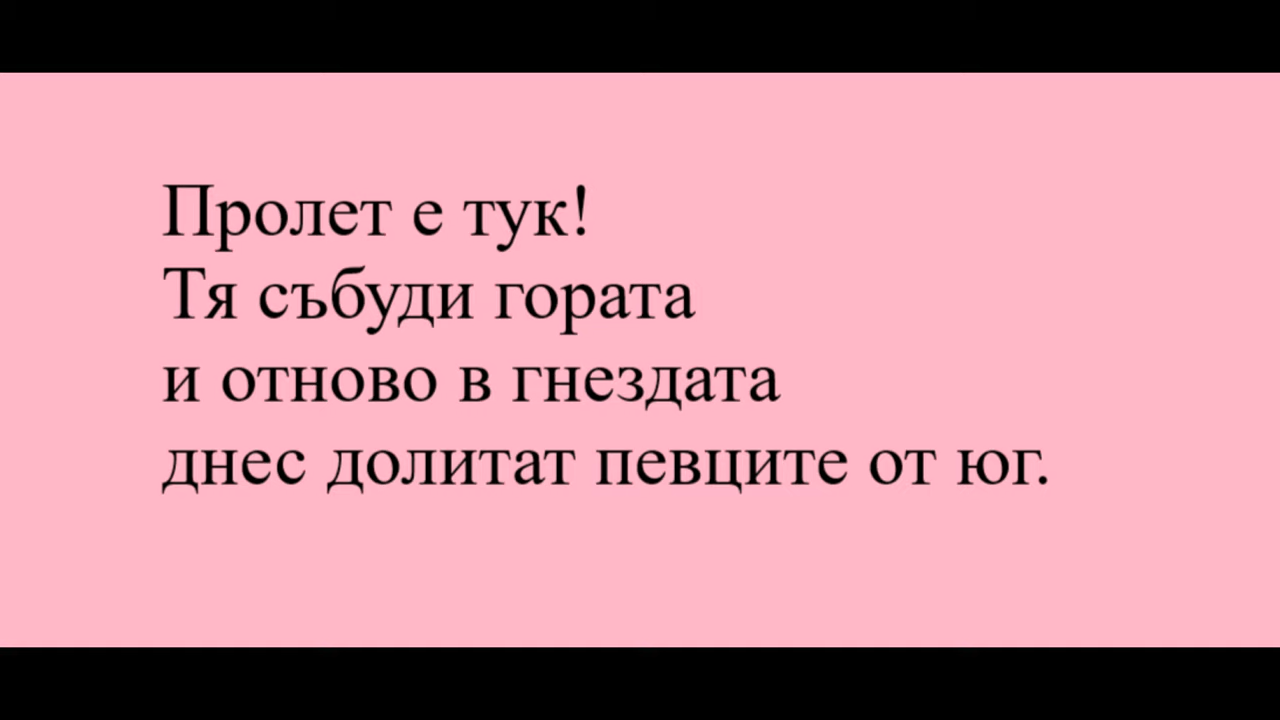 Пролет е тук!
Тя събуди гората
и отново в гнездата
днес долитат певците от юг.